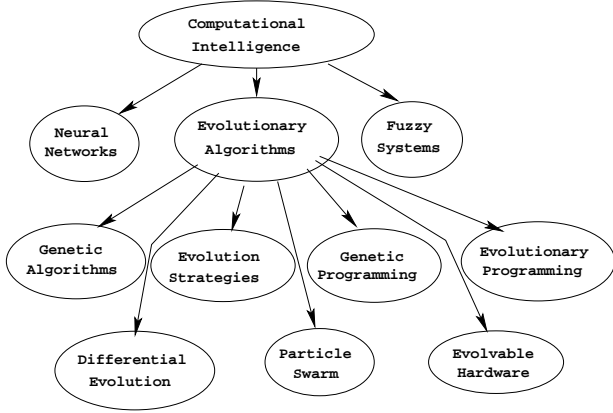 Computational
Intelligence
Neural
Networks
Evolutionary
Algorithms
Fuzzy
Systems
Genetic
Algorithms
Evolution
Strategies
Genetic
Programming
Evolutionary
Programming
Differential
Evolution
Particle
Swarm
Evolvable
Hardware